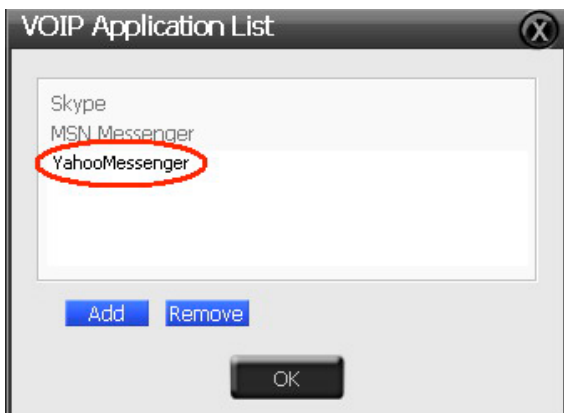 VOIP Application List
X
Skype
MSN Messenger
YahooMessenger
Add Remove
OK